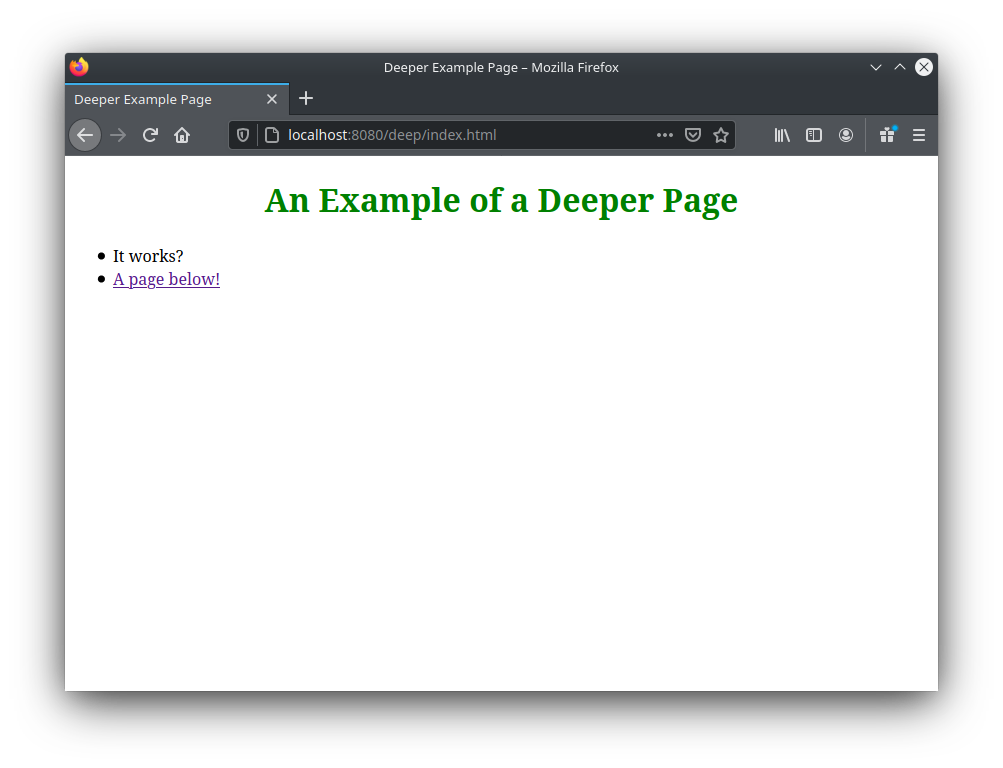 Deeper Example Page – Mozilla Firefox
Deeper Example Page
localhost:8080/deep/index.html
An Example of a Deeper Page
It works?
A page below!